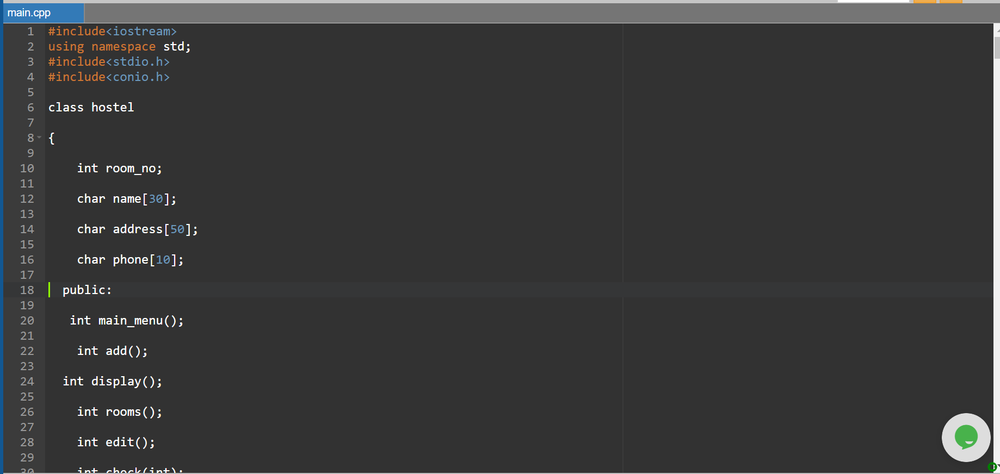 main.cpp
1 #include<iostream>
2 using namespace std;
3 #include<stdio.h>
4 #include<conio.h>
5
6 class hostel
7
8 {
9
10 int room_no;
11
12 char name[30];
13
14 char address[50];
15
16 char phone[10];
17
18 public:
19
20 int main_menu();
21
22 int add();
23
24 int display();
25
26 int rooms();
27
28 int edit();
29
30 int check(int);